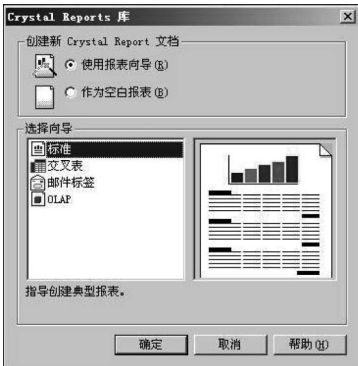 Crystal Reports 库
创建新 Crystal Report 文档
使用报表向导(R)
作为空白报表(B)
选择向导
标准
交叉表
邮件标签
OLAP
指导创建典型报表。
确定 取消 帮助(H)